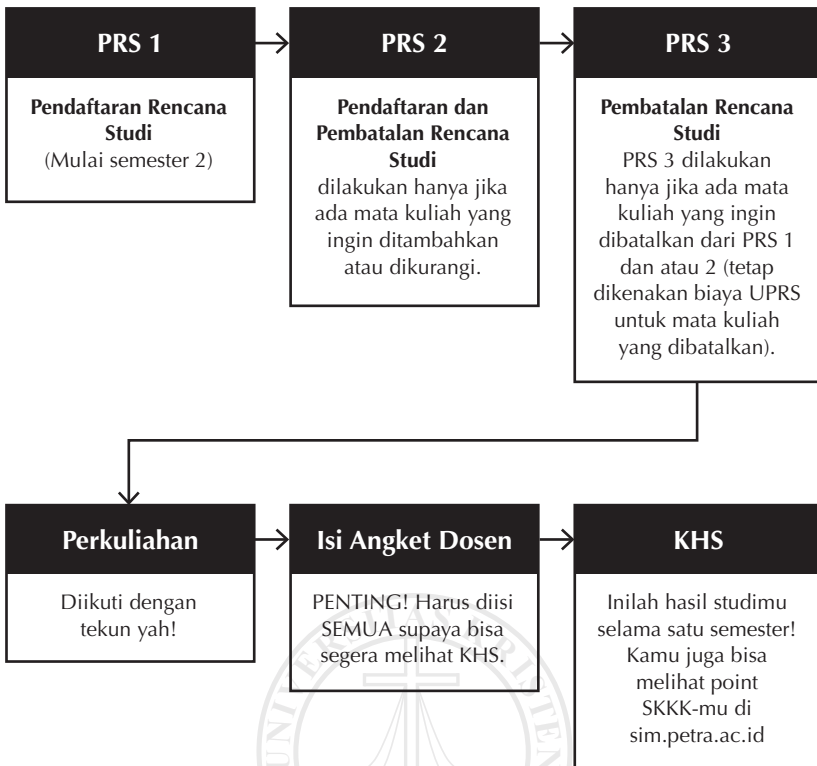 PRS 1
Pendaftaran Rencana
Studi
(Mulai semester 2)
PRS 2
Pendaftaran dan
Pembatalan Rencana
Studi
dilakukan hanya jika
ada mata kuliah yang
ingin ditambahkan
atau dikurangi.
PRS 3
Pembatalan Rencana
Studi
PRS 3 dilakukan
hanya jika ada mata
kuliah yang ingin
dibatalkan dari PRS 1
dan atau 2 (tetap
dikenakan biaya UPRS
untuk mata kuliah
yang dibatalkan).
Perkuliahan
Diikuti dengan
tekun yah!
Isi Angket Dosen
PENTING! Harus diisi
SEMUA supaya bisa
segera melihat KHS.
KHS
Inilah hasil studimu
selama satu semester!
Kamu juga bisa
melihat point
SKKK-mu di
sim.petra.ac.id